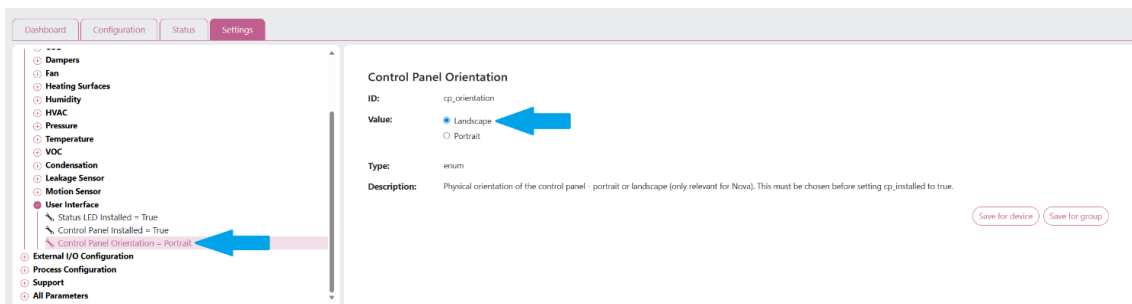 Dashboard
Configuration
Status
Settings
Dampers
Fan
Heating Surfaces
Humidity
HVAC
Pressure
Temperature
VOC
Condensation
Leakage Sensor
Motion Sensor
User Interface
Status LED Installed = True
Control Panel Installed = True
Control Panel Orientation = Portrait
External I/O Configuration
Process Configuration
Support
All Parameters
Control Panel Orientation
ID: cp_orientation
Value: Landscape
Portrait
Type: enum
Description: Physical orientation of the control panel - portrait or landscape (only relevant for Nova). This must be chosen before setting cp_installed to true.
Save for device
Save for group